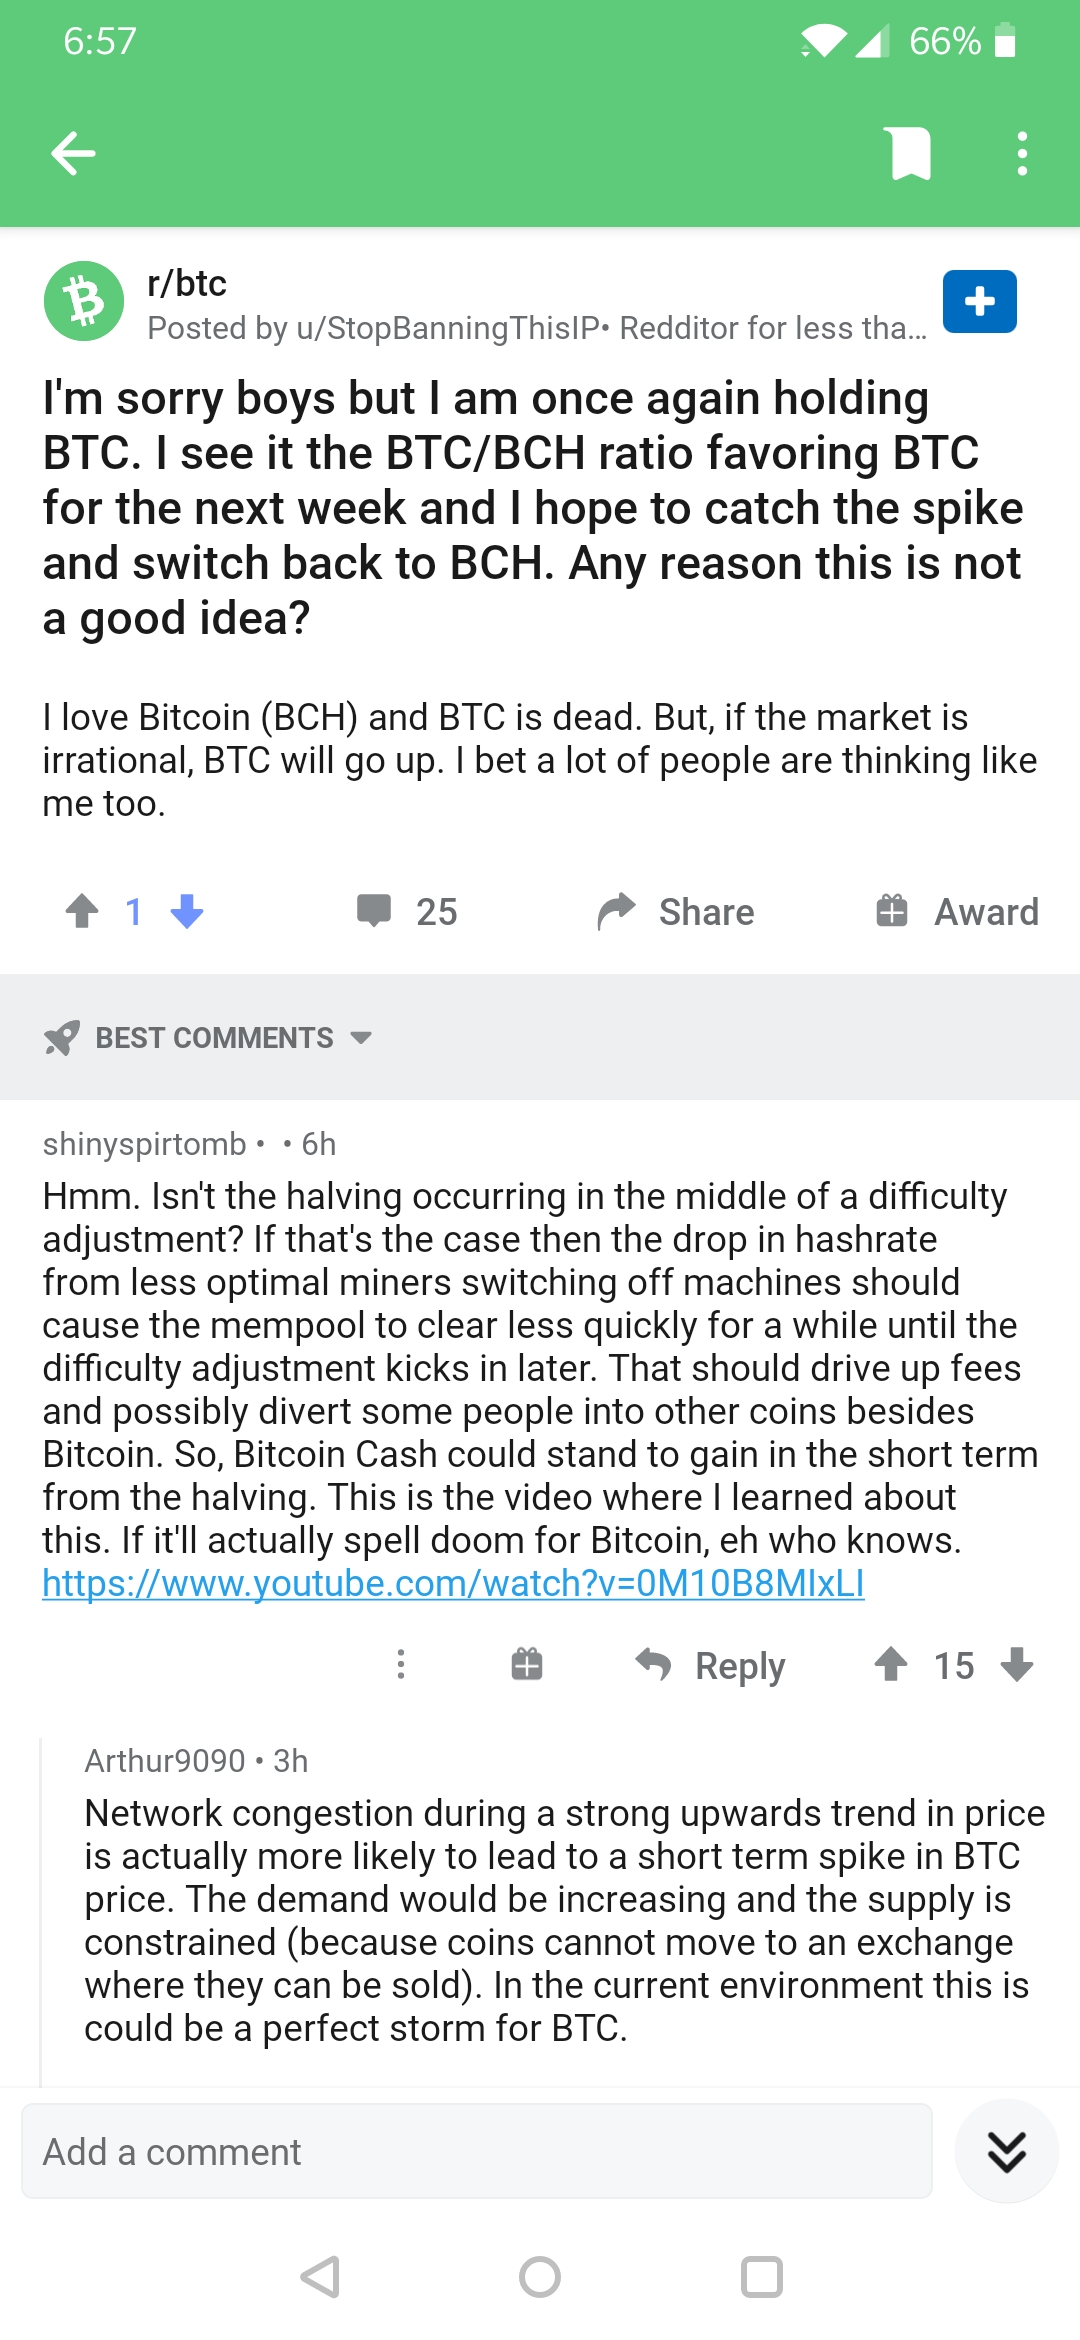 6:57
66%
r/btc
Posted by u/StopBanningThisIP• Redditor for less tha...
I'm sorry boys but I am once again holding
BTC. I see it the BTC/BCH ratio favoring BTC
for the next week and I hope to catch the spike
and switch back to BCH. Any reason this is not
a good idea?
I love Bitcoin (BCH) and BTC is dead. But, if the market is
irrational, BTC will go up. I bet a lot of people are thinking like
me too.
1 25 Share Award
BEST COMMENTS
shinyspirtomb • • 6h
Hmm. Isn't the halving occurring in the middle of a difficulty
adjustment? If that's the case then the drop in hashrate
from less optimal miners switching off machines should
cause the mempool to clear less quickly for a while until the
difficulty adjustment kicks in later. That should drive up fees
and possibly divert some people into other coins besides
Bitcoin. So, Bitcoin Cash could stand to gain in the short term
from the halving. This is the video where I learned about
this. If it'll actually spell doom for Bitcoin, eh who knows.
https://www.youtube.com/watch?v=0M10B8MIxLI
Reply 15
Arthur9090 • 3h
Network congestion during a strong upwards trend in price
is actually more likely to lead to a short term spike in BTC
price. The demand would be increasing and the supply is
constrained (because coins cannot move to an exchange
where they can be sold). In the current environment this is
could be a perfect storm for BTC.
Add a comment